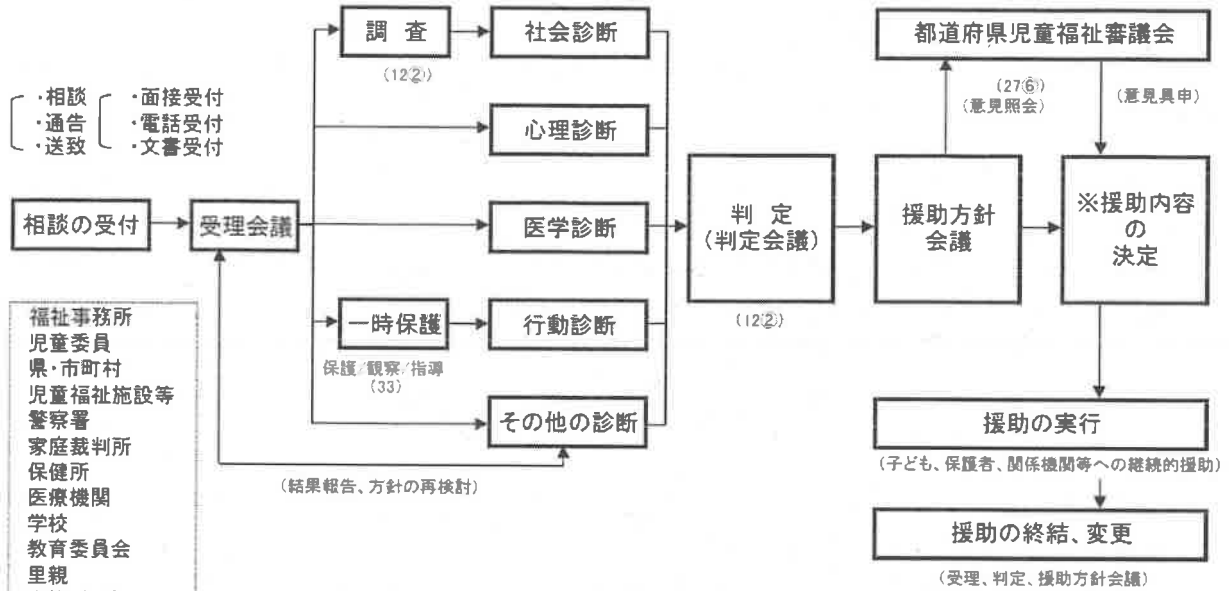 調 査
社会診断
都道府県児童福祉審議会
(12②)
(27⑥)
(意見照会)
(意見具申)
・相談
・通告
・送致
・面接受付
・電話受付
・文書受付
心理診断
相談の受付
受理会議
医学診断
判 定
(判定会議)
(12②)
援助方針
会議
※援助内容
の
決定
一時保護
行動診断
保護/観察/指導
(33)
その他の診断
(結果報告、方針の再検討)
福祉事務所
児童委員
県・市町村
児童福祉施設等
警察署
家庭裁判所
保健所
医療機関
学校
教育委員会
里親
援助の実行
(子ども、保護者、関係機関等への継続的援助)
援助の終結、変更
(受理、判定、援助方針会議)